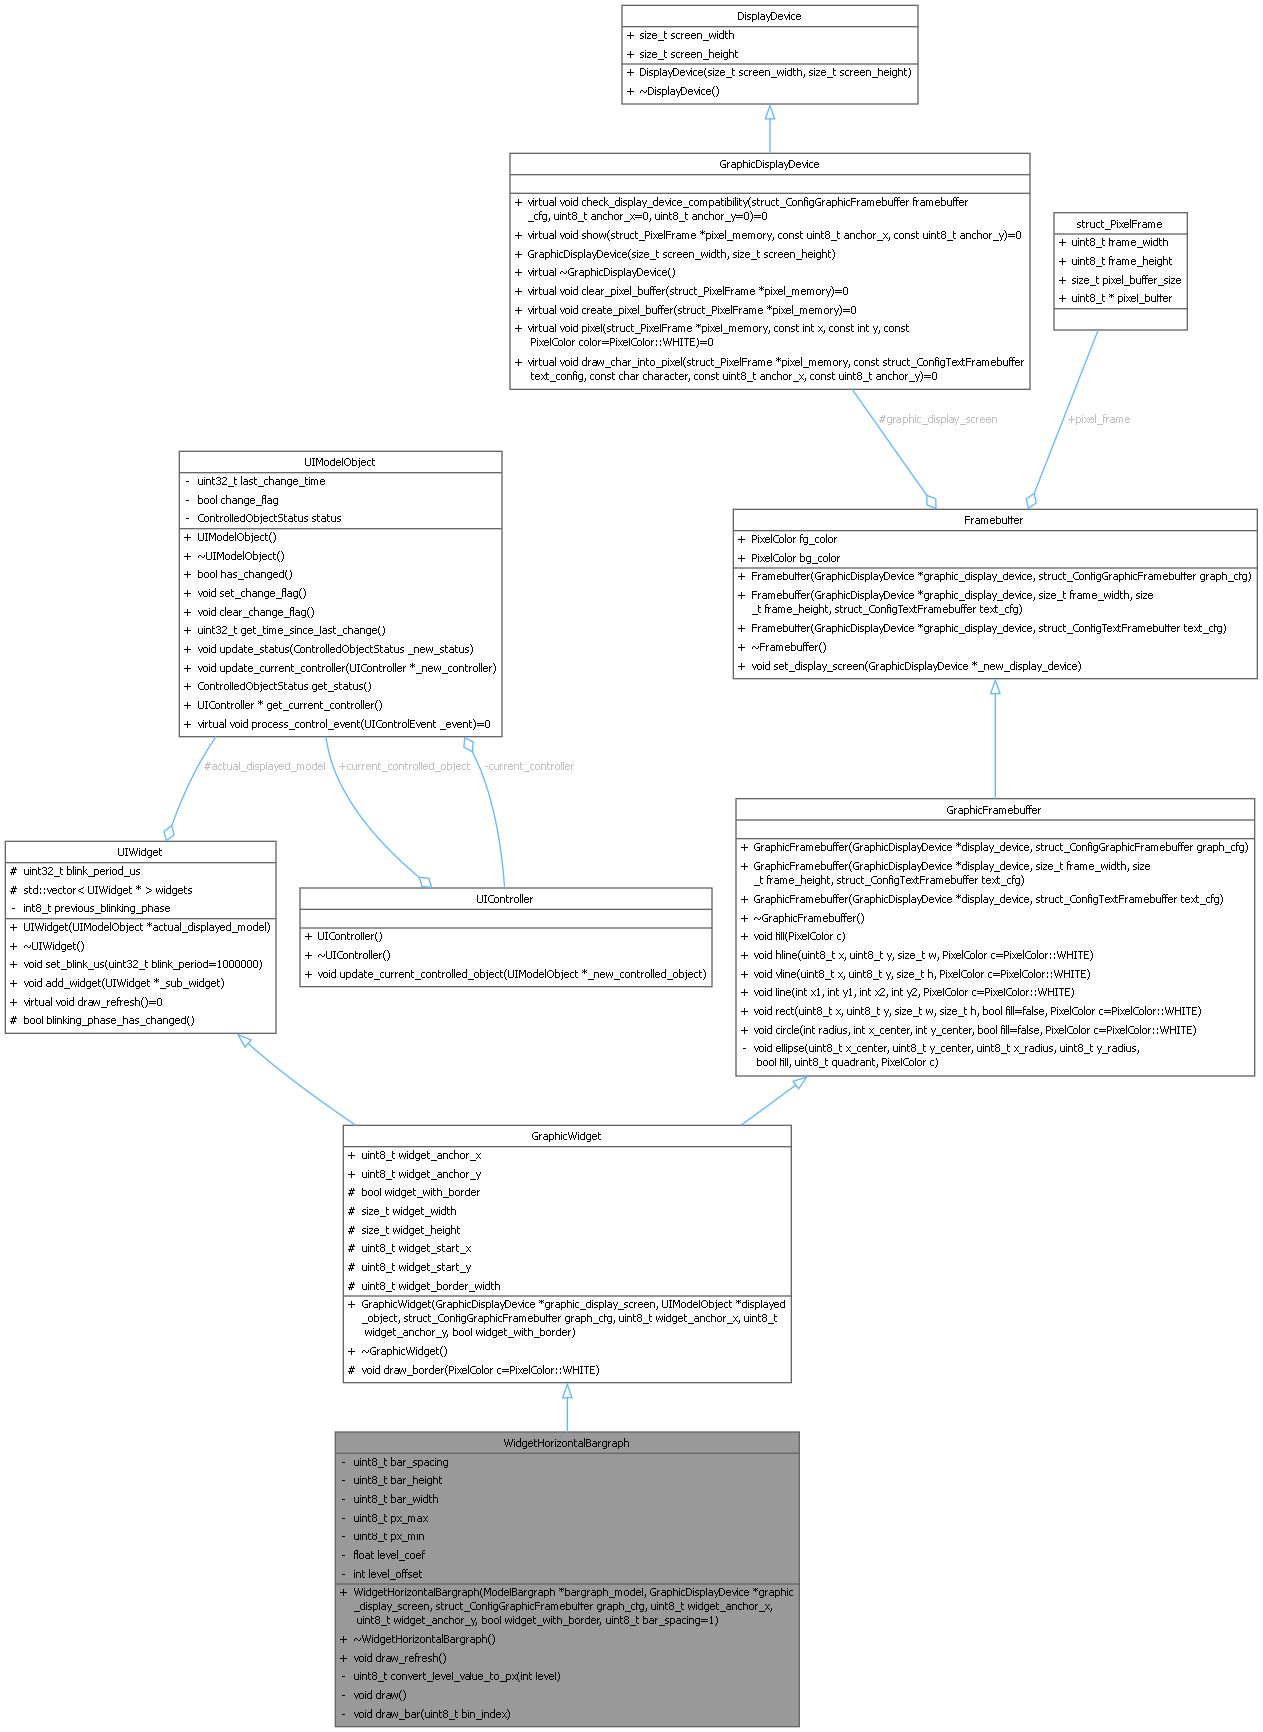 DisplayDevice
+ size_t screen_width
+ size_t screen_height
+ DisplayDevice(size_t screen_width, size_t screen_height)
+ ~DisplayDevice()
GraphicDisplayDevice
+ virtual void check_display_device_compatibility(struct_ConfigGraphicFramebuffer framebuffer
_cfg, uint8_t anchor_x=0, uint8_t anchor_y=0)=0
+ virtual void show(struct_PixelFrame *pixel_memory, const uint8_t anchor_x, const uint8_t anchor_y)=0
+ GraphicDisplayDevice(size_t screen_width, size_t screen_height)
+ virtual ~GraphicDisplayDevice()
+ virtual void clear_pixel_buffer(struct_PixelFrame *pixel_memory)=0
+ virtual void create_pixel_buffer(struct_PixelFrame *pixel_memory)=0
+ virtual void pixel(struct_PixelFrame *pixel_memory, const int x, const int y, const
PixelColor color=PixelColor::WHITE)=0
+ virtual void draw_char_into_pixel(struct_PixelFrame *pixel_memory, const struct_ConfigTextFramebuffer
text_config, const char character, const uint8_t anchor_x, const uint8_t anchor_y)=0
struct_PixelFrame
+ uint8_t frame_width
+ uint8_t frame_height
+ size_t pixel_buffer_size
+ uint8_t * pixel_buffer
#graphic_display_screen
+pixel_frame
UIModelObject
- uint32_t last_change_time
- bool change_flag
- ControlledObjectStatus status
+ UIModelObject()
+ ~UIModelObject()
+ bool has_changed()
+ void set_change_flag()
+ void clear_change_flag()
+ uint32_t get_time_since_last_change()
+ void update_status(ControlledObjectStatus _new_status)
+ void update_current_controller(UIController *_new_controller)
+ ControlledObjectStatus get_status()
+ UIController * get_current_controller()
+ virtual void process_control_event(UIControlEvent _event)=0
Framebuffer
+ PixelColor fg_color
+ PixelColor bg_color
+ Framebuffer(GraphicDisplayDevice *graphic_display_device, struct_ConfigGraphicFramebuffer graph_cfg)
+ Framebuffer(GraphicDisplayDevice *graphic_display_device, size_t frame_width, size
_t frame_height, struct_ConfigTextFramebuffer text_cfg)
+ Framebuffer(GraphicDisplayDevice *graphic_display_device, struct_ConfigTextFramebuffer text_cfg)
+ ~Framebuffer()
+ void set_display_screen(GraphicDisplayDevice *_new_display_device)
#actual_displayed_model
+current_controlled_object
-current_controller
UIWidget
# uint32_t blink_period_us
# std::vector< UIWidget * > widgets
- int8_t previous_blinking_phase
+ UIWidget(UIModelObject *actual_displayed_model)
+ ~UIWidget()
+ void set_blink_us(uint32_t blink_period=1000000)
+ void add_widget(UIWidget *_sub_widget)
+ virtual void draw_refresh()=0
# bool blinking_phase_has_changed()
UIController
+ UIController()
+ ~UIController()
+ void update_current_controlled_object(UIModelObject *_new_controlled_object)
GraphicFramebuffer
+ GraphicFramebuffer(GraphicDisplayDevice *display_device, struct_ConfigGraphicFramebuffer graph_cfg)
+ GraphicFramebuffer(GraphicDisplayDevice *display_device, size_t frame_width, size
_t frame_height, struct_ConfigTextFramebuffer text_cfg)
+ GraphicFramebuffer(GraphicDisplayDevice *display_device, struct_ConfigTextFramebuffer text_cfg)
+ ~GraphicFramebuffer()
+ void fill(PixelColor c)
+ void hline(uint8_t x, uint8_t y, size_t w, PixelColor c=PixelColor::WHITE)
+ void vline(uint8_t x, uint8_t y, size_t h, PixelColor c=PixelColor::WHITE)
+ void line(int x1, int y1, int x2, int y2, PixelColor c=PixelColor::WHITE)
+ void rect(uint8_t x, uint8_t y, size_t w, size_t h, bool fill=false, PixelColor c=PixelColor::WHITE)
+ void circle(int radius, int x_center, int y_center, bool fill=false, PixelColor c=PixelColor::WHITE)
- void ellipse(uint8_t x_center, uint8_t y_center, uint8_t x_radius, uint8_t y_radius,
bool fill, uint8_t quadrant, PixelColor c)
GraphicWidget
+ uint8_t widget_anchor_x
+ uint8_t widget_anchor_y
# bool widget_with_border
# size_t widget_width
# size_t widget_height
# uint8_t widget_start_x
# uint8_t widget_start_y
# uint8_t widget_border_width
+ GraphicWidget(GraphicDisplayDevice *graphic_display_screen, UIModelObject *displayed
_object, struct_ConfigGraphicFramebuffer graph_cfg, uint8_t widget_anchor_x, uint8_t
widget_anchor_y, bool widget_with_border)
+ ~GraphicWidget()
# void draw_border(PixelColor c=PixelColor::WHITE)
WidgetHorizontalBargraph
- uint8_t bar_spacing
- uint8_t bar_height
- uint8_t bar_width
- uint8_t px_max
- uint8_t px_min
- float level_coef
- int level_offset
+ WidgetHorizontalBargraph(ModelBargraph *bargraph_model, GraphicDisplayDevice *graphic
_display_screen, struct_ConfigGraphicFramebuffer graph_cfg, uint8_t widget_anchor_x,
uint8_t widget_anchor_y, bool widget_with_border, uint8_t bar_spacing=1)
+ ~WidgetHorizontalBargraph()
+ void draw_refresh()
- uint8_t convert_level_value_to_px(int level)
- void draw()
- void draw_bar(uint8_t bin_index)